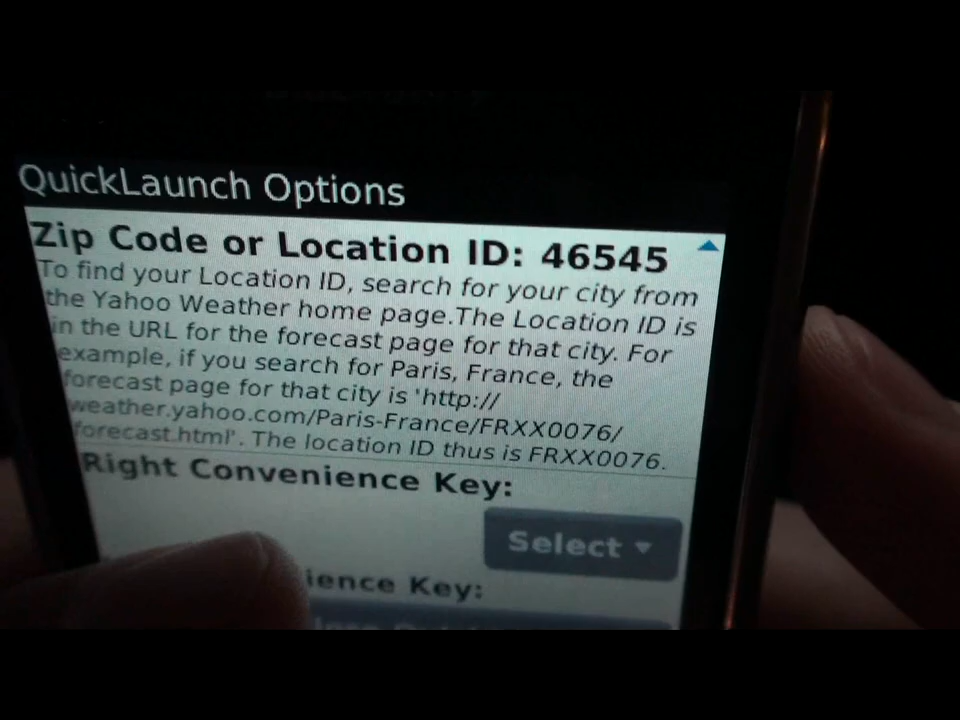 QuickLaunch Options
Zip Code or Location ID: 46545
To find your Location ID, search for your city from
the Yahoo Weather home page.The Location ID is
in the URL for the forecast page for that city. For
example, if you search for Paris, France, the
forecast page for that city is 'http://
weather.yahoo.com/Paris-France/FRXX0076/
forecast.html'. The location ID thus is FRXX0076.
Right Convenience Key:
Select
ience Key: